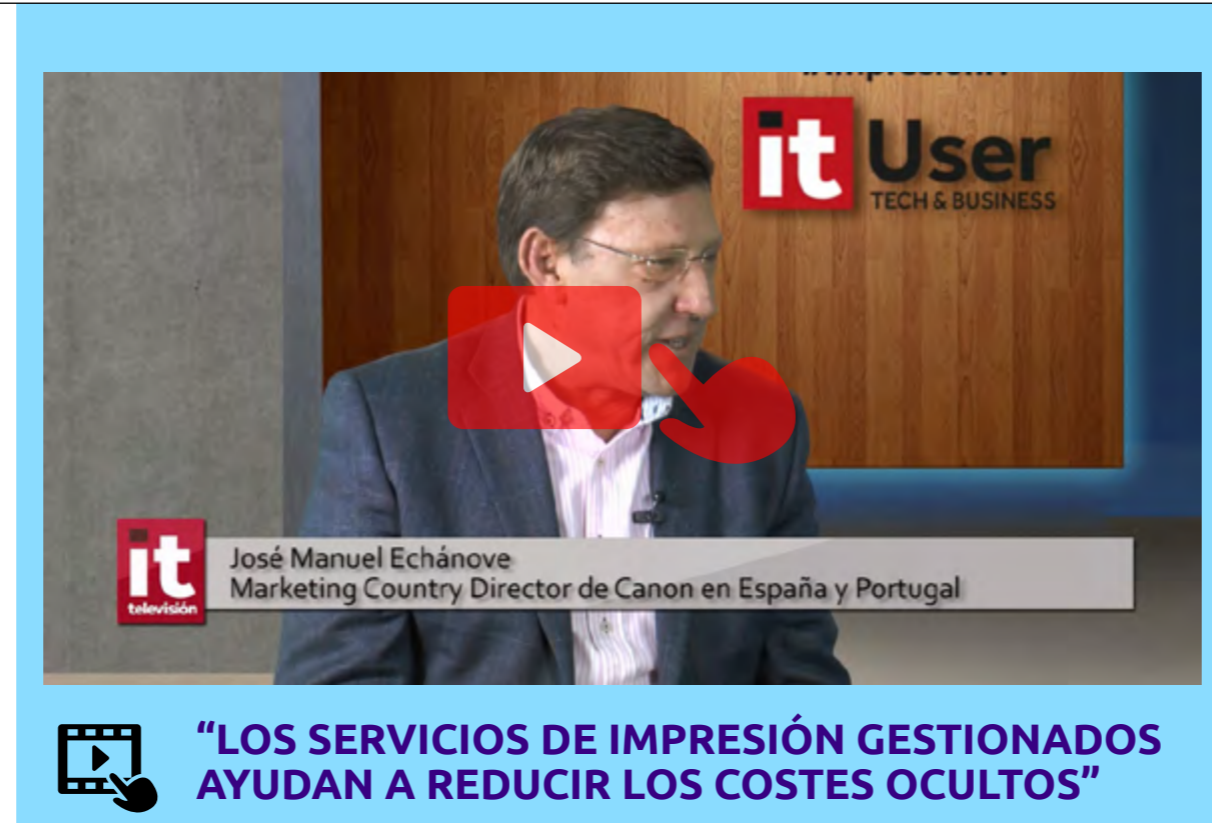 it User
TECH & BUSINESS
it
televisión
José Manuel Echánove
Marketing Country Director de Canon en España y Portugal
“LOS SERVICIOS DE IMPRESIÓN GESTIONADOS
AYUDAN A REDUCIR LOS COSTES OCULTOS”